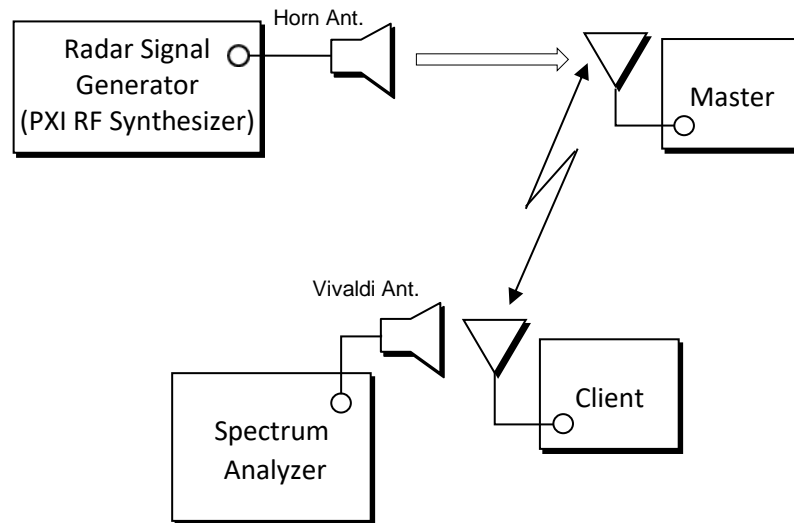 Horn Ant.
Radar Signal
Generator
(PXI RF Synthesizer)
Master
Vivaldi Ant.
Client
Spectrum
Analyzer